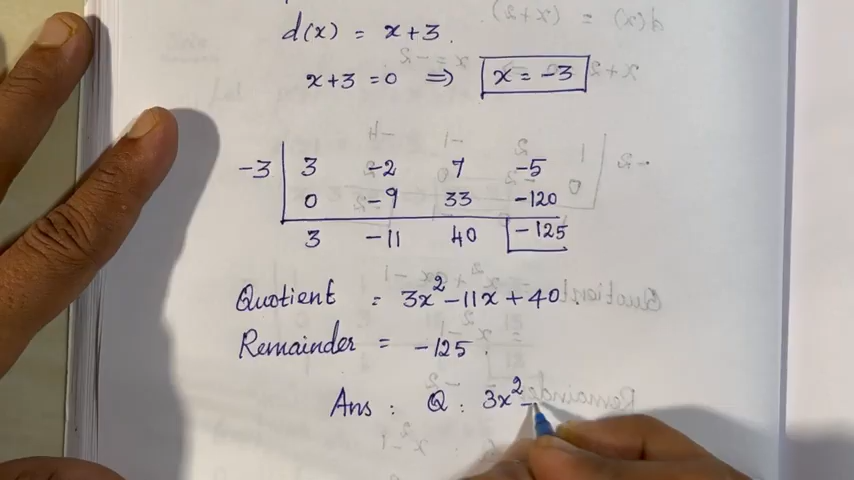 d(x) = x+3.
x+3 = 0 ⇒ x = -3
-3 | 3 -2 7 -5
0 -9 33 -120
3 -11 40 -125
Quotient = 3x² - 11x + 40.
Remainder = -125.
Ans : Q : 3x² -